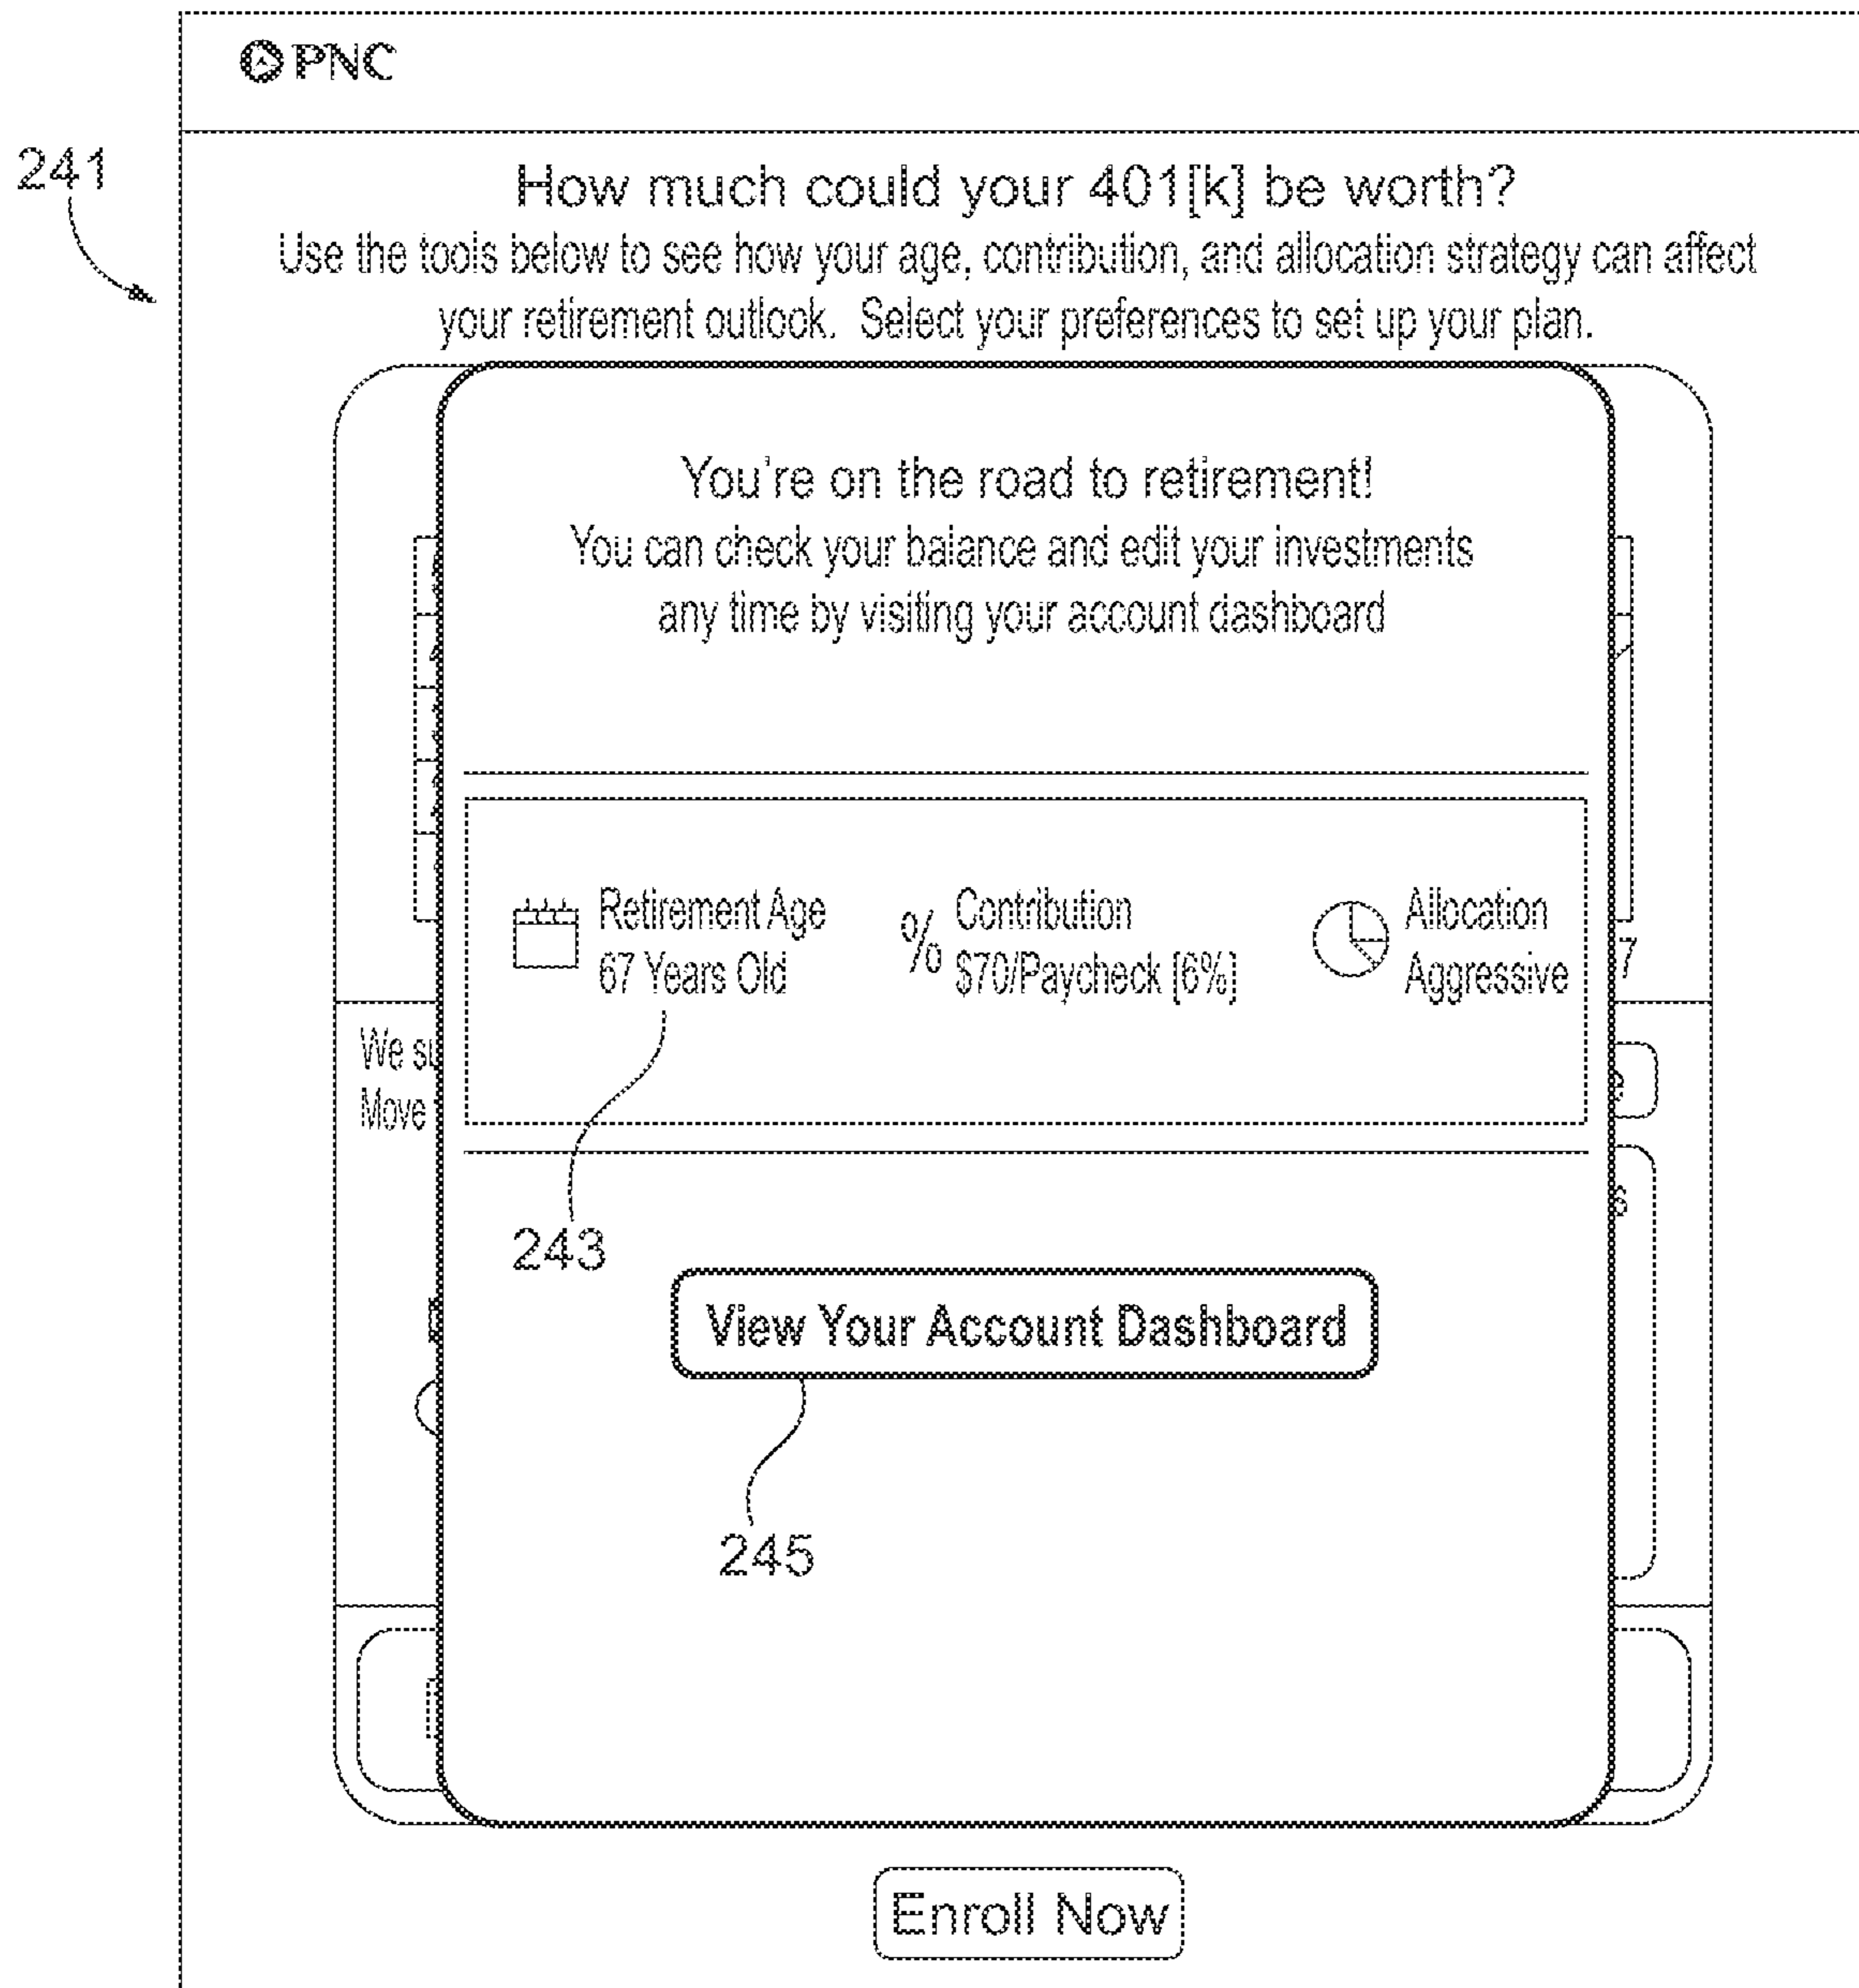 PNC
241
How much could your 401[k] be worth?
Use the tools below to see how your age, contribution, and allocation strategy can affect
your retirement outlook. Select your preferences to set up your plan.
You're on the road to retirement!
You can check your balance and edit your investments
any time by visiting your account dashboard
Retirement Age
67 Years Old
% Contribution
$70/Paycheck [6%]
Allocation
Aggressive
7
We
Move
6
243
View Your Account Dashboard
245
Enroll Now